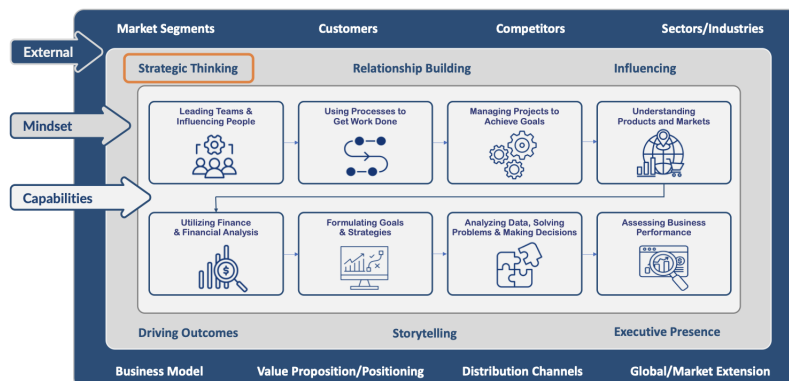 Market Segments
Customers
Competitors
Sectors/Industries
External
Strategic Thinking
Relationship Building
Influencing
Mindset
Leading Teams &
Influencing People
Using Processes to
Get Work Done
Managing Projects to
Achieve Goals
Understanding
Products and Markets
Capabilities
Utilizing Finance
& Financial Analysis
$
Formulating Goals
& Strategies
Analyzing Data, Solving
Problems & Making Decisions
Assessing Business
Performance
Driving Outcomes
Storytelling
Executive Presence
Business Model
Value Proposition/Positioning
Distribution Channels
Global/Market Extension